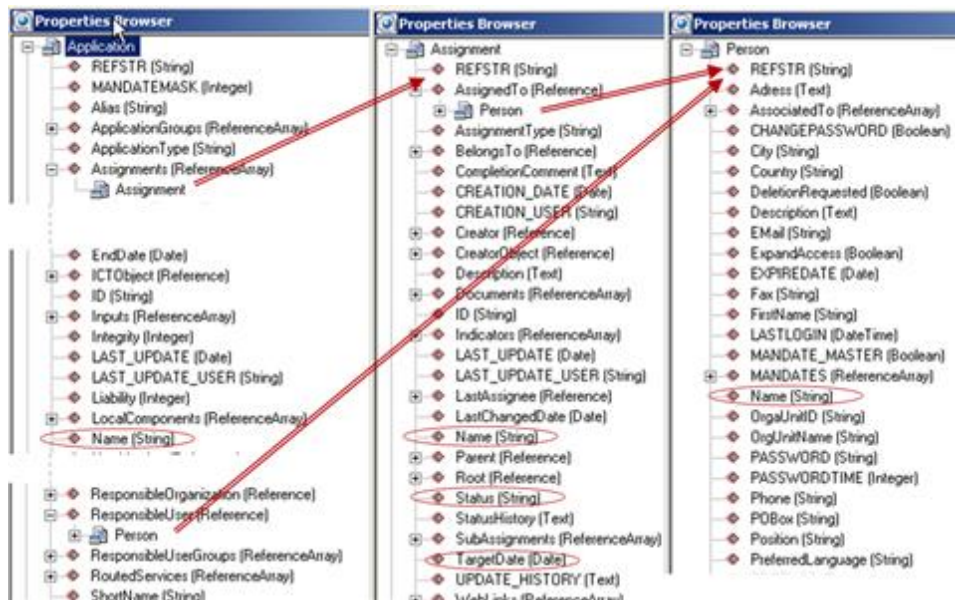 Properties Browser
Application
REFSTR (String)
MANDATEMASK (Integer)
Alias (String)
ApplicationGroups (ReferenceArray)
ApplicationType (String)
Assignments (ReferenceArray)
Assignment
EndDate (Date)
ICTObject (Reference)
ID (String)
Inputs (ReferenceArray)
Integrity (Integer)
LAST_UPDATE (Date)
LAST_UPDATE_USER (String)
Liability (Integer)
LocalComponents (ReferenceArray)
Name (String)
ResponsibleOrganization (Reference)
ResponsibleUser (Reference)
Person
ResponsibleUserGroups (ReferenceArray)
RoutedServices (ReferenceArray)
ShortName (String)
Properties Browser
Assignment
REFSTR (String)
AssignedTo (Reference)
Person
AssignmentType (String)
BelongsTo (Reference)
CompletionComment (Text)
CREATION_DATE (Date)
CREATION_USER (String)
Creator (Reference)
CreatorObject (Reference)
Description (Text)
Documents (ReferenceArray)
ID (String)
Indicators (ReferenceArray)
LAST_UPDATE (Date)
LAST_UPDATE_USER (String)
LastAssignee (Reference)
LastChangedDate (Date)
Name (String)
Parent (Reference)
Root (Reference)
Status (String)
StatusHistory (Text)
SubAssignments (ReferenceArray)
TargetDate (Date)
UPDATE_HISTORY (Text)
WebLinks (ReferenceArray)
Properties Browser
Person
REFSTR (String)
Adress (Text)
AssociatedTo (ReferenceArray)
CHANGEPASSWORD (Boolean)
City (String)
Country (String)
DeletionRequested (Boolean)
Description (Text)
EMail (String)
ExpandAccess (Boolean)
EXPIREDATE (Date)
Fax (String)
FirstName (String)
LASTLOGIN (DateTime)
MANDATE_MASTER (Boolean)
MANDATES (ReferenceArray)
Name (String)
OrgaUnitID (String)
OrgUnitName (String)
PASSWORD (String)
PASSWORDTIME (Integer)
Phone (String)
POBox (String)
Position (String)
PreferredLanguage (String)